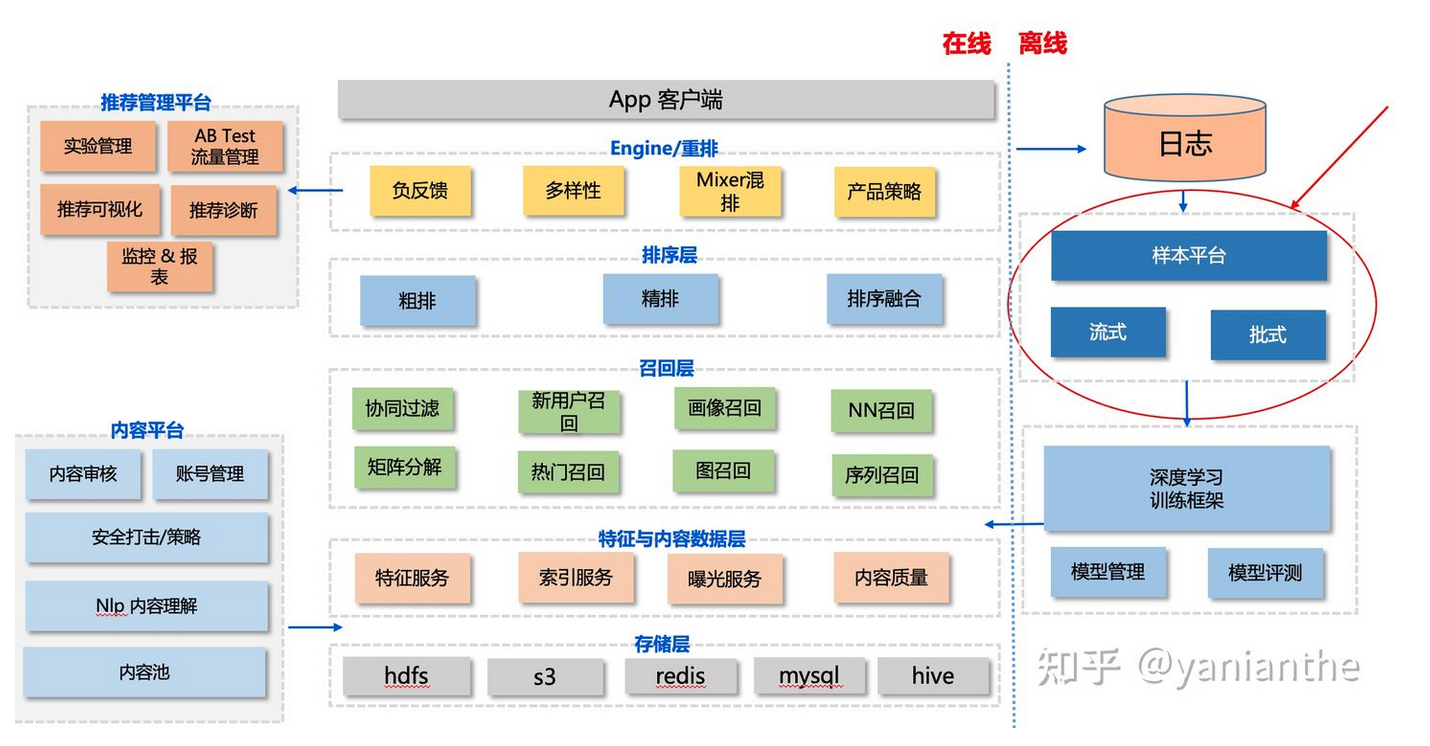 在线 离线
推荐管理平台
实验管理
AB Test
流量管理
推荐可视化
推荐诊断
监控 & 报
表
内容平台
内容审核
账号管理
安全打击/策略
Nlp 内容理解
内容池
App 客户端
Engine/重排
负反馈
多样性
Mixer混
排
产品策略
排序层
粗排
精排
排序融合
召回层
协同过滤
新用户召
回
画像召回
NN召回
矩阵分解
热门召回
图召回
序列召回
特征与内容数据层
特征服务
索引服务
曝光服务
内容质量
存储层
hdfs
s3
redis
mysql
hive
日志
样本平台
流式
批式
深度学习
训练框架
模型管理
模型评测
知乎 @yanianthe